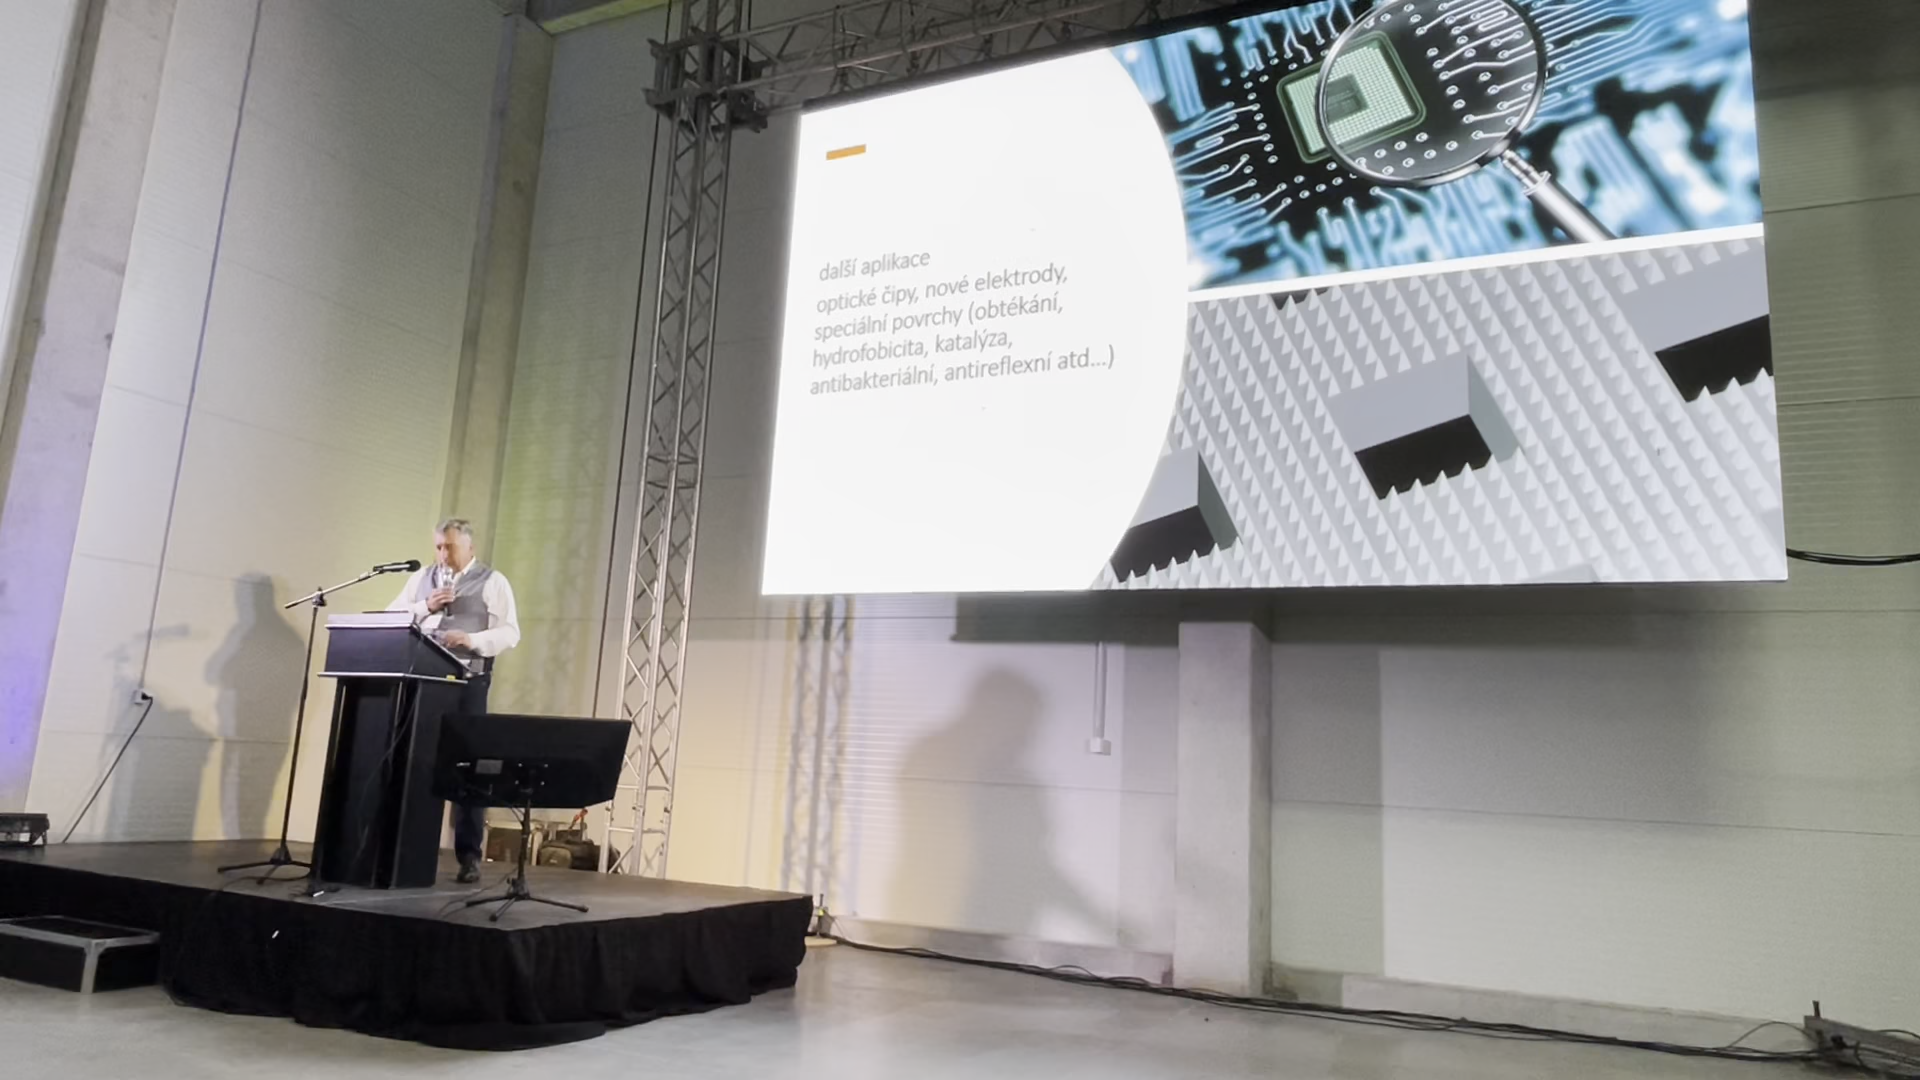 další aplikace
optické čipy, nové elektrody,
speciální povrchy (obtékání,
hydrofobicita, katalýza,
antibakteriální, antireflexní atd...)